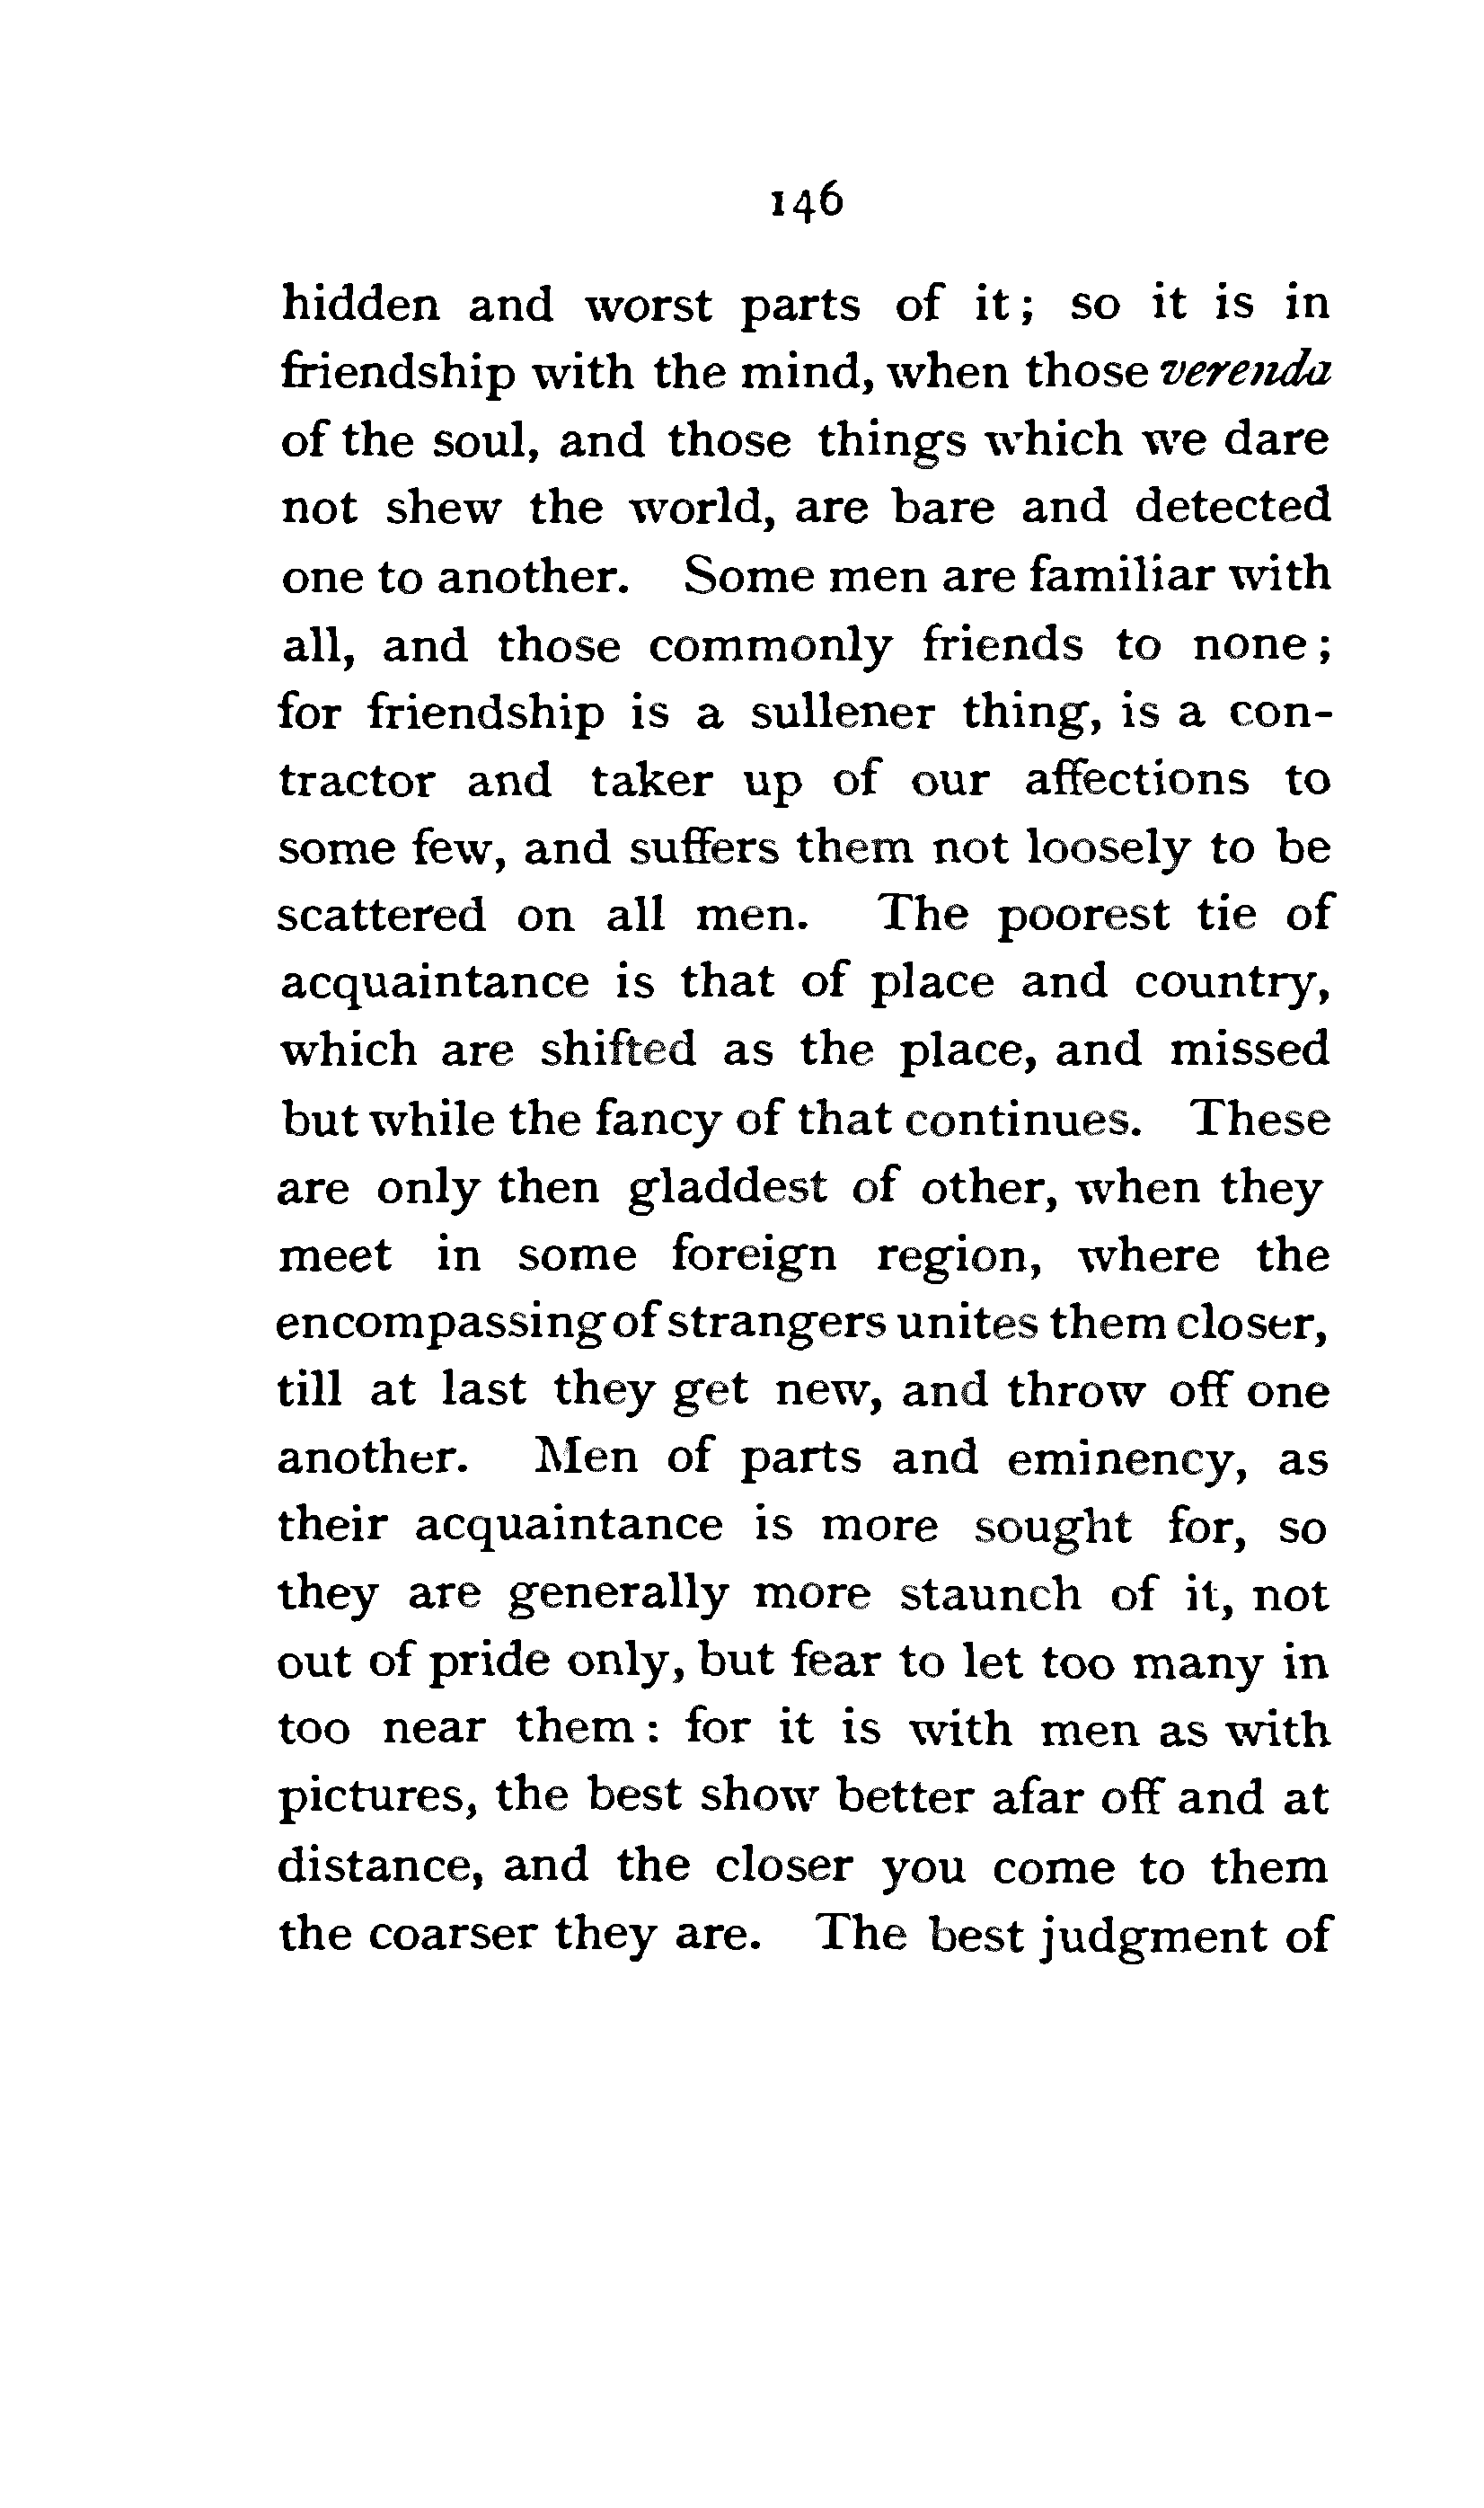 146
hidden and worst parts of it; so it is in
friendship with the mind, when those verenda
of the soul, and those things which we dare
not shew the world, are bare and detected
one to another. Some men are familiar with
all, and those commonly friends to none;
for friendship is a sullener thing, is a con-
tractor and taker up of our affections to
some few, and suffers them not loosely to be
scattered on all men. The poorest tie of
acquaintance is that of place and country,
which are shifted as the place, and missed
but while the fancy of that continues. These
are only then gladdest of other, when they
meet in some foreign region, where the
encompassing of strangers unites them closer,
till at last they get new, and throw off one
another. Men of parts and eminency, as
their acquaintance is more sought for, so
they are generally more staunch of it, not
out of pride only, but fear to let too many in
too near them: for it is with men as with
pictures, the best show better afar off and at
distance, and the closer you come to them
the coarser they are. The best judgment of